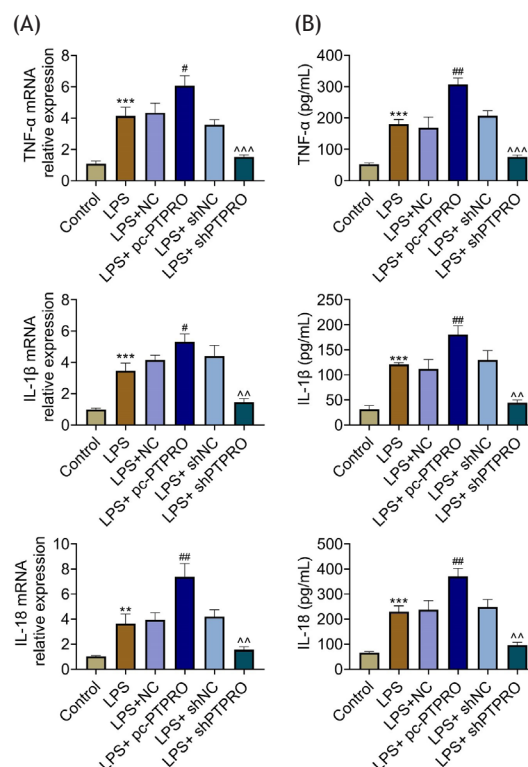 (A)
TNF-α mRNA
relative expression
8
6
4
2
0
***
#
^^^
Control
LPS
LPS+NC
LPS+ pc-PTPRO
LPS+ shNC
LPS+ shPTPRO
(B)
TNF-α (pg/mL)
400
300
200
100
0
***
##
^^^
Control
LPS
LPS+NC
LPS+ pc-PTPRO
LPS+ shNC
LPS+ shPTPRO
IL-1β mRNA
relative expression
8
6
4
2
0
***
#
^^
Control
LPS
LPS+NC
LPS+ pc-PTPRO
LPS+ shNC
LPS+ shPTPRO
IL-1β (pg/mL)
250
200
150
100
50
0
***
##
^^
Control
LPS
LPS+NC
LPS+ pc-PTPRO
LPS+ shNC
LPS+ shPTPRO
IL-18 mRNA
relative expression
10
8
6
4
2
0
**
##
^^
Control
LPS
LPS+NC
LPS+ pc-PTPRO
LPS+ shNC
LPS+ shPTPRO
IL-18 (pg/mL)
500
400
300
200
100
0
***
##
^^
Control
LPS
LPS+NC
LPS+ pc-PTPRO
LPS+ shNC
LPS+ shPTPRO